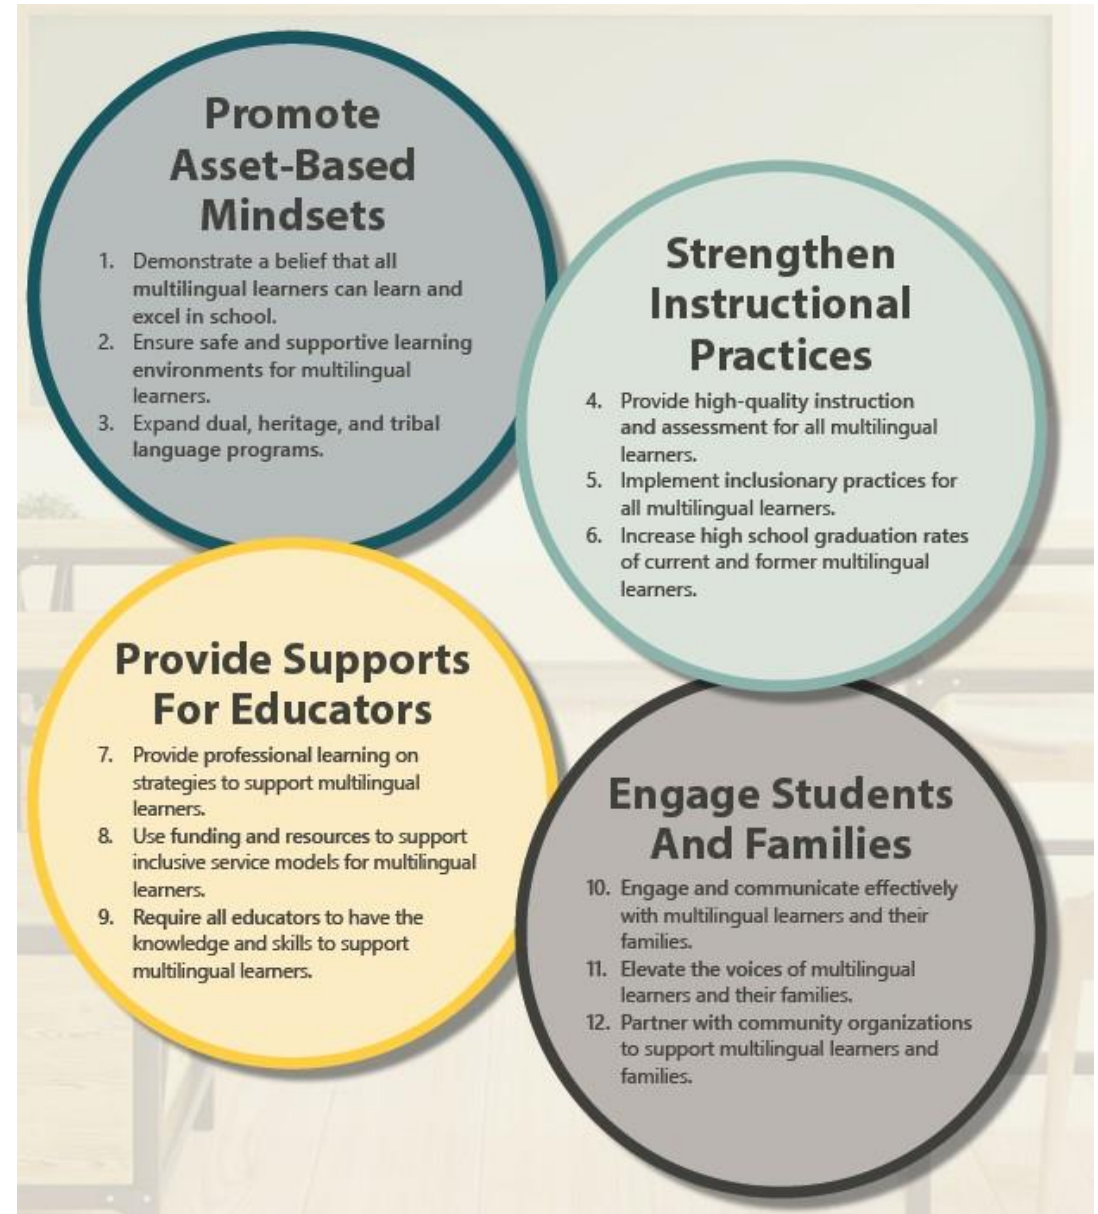 Promote
Asset-Based
Mindsets
1. Demonstrate a belief that all
multilingual learners can learn and
excel in school.
2. Ensure safe and supportive learning
environments for multilingual
learners.
3. Expand dual, heritage, and tribal
language programs.
Strengthen
Instructional
Practices
4. Provide high-quality instruction
and assessment for all multilingual
learners.
5. Implement inclusionary practices for
all multilingual learners.
6. Increase high school graduation rates
of current and former multilingual
learners.
Provide Supports
For Educators
7. Provide professional learning on
strategies to support multilingual
learners.
8. Use funding and resources to support
inclusive service models for multilingual
learners.
9. Require all educators to have the
knowledge and skills to support
multilingual learners.
Engage Students
And Families
10. Engage and communicate effectively
with multilingual learners and their
families.
11. Elevate the voices of multilingual
learners and their families.
12. Partner with community organizations
to support multilingual learners and
families.